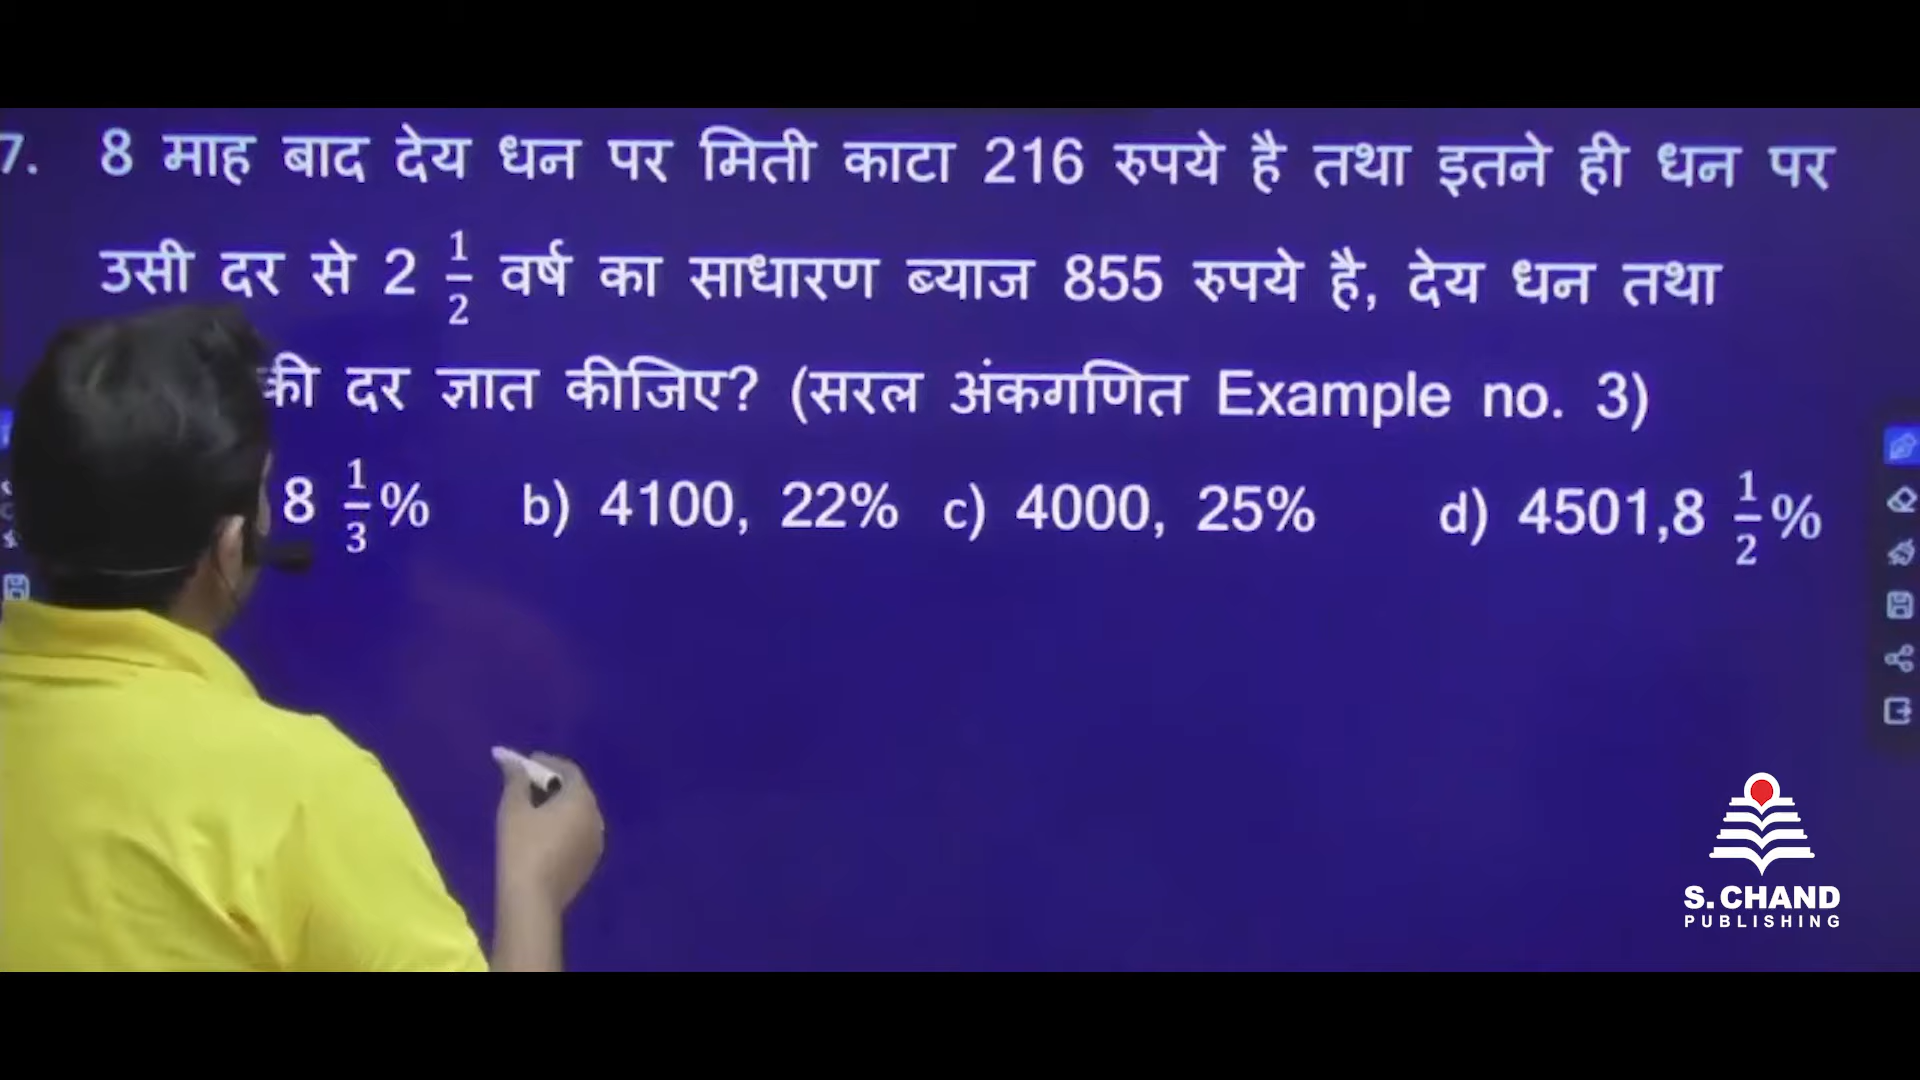 7. 8 माह बाद देय धन पर मिती काटा 216 रुपये है तथा इतने ही धन पर
उसी दर से 2 1/2 वर्ष का साधारण ब्याज 855 रुपये है, देय धन तथा
की दर ज्ञात कीजिए? (सरल अंकगणित Example no. 3)
8 1/3% b) 4100, 22% c) 4000, 25% d) 4501,8 1/2%
S. CHAND
PUBLISHING